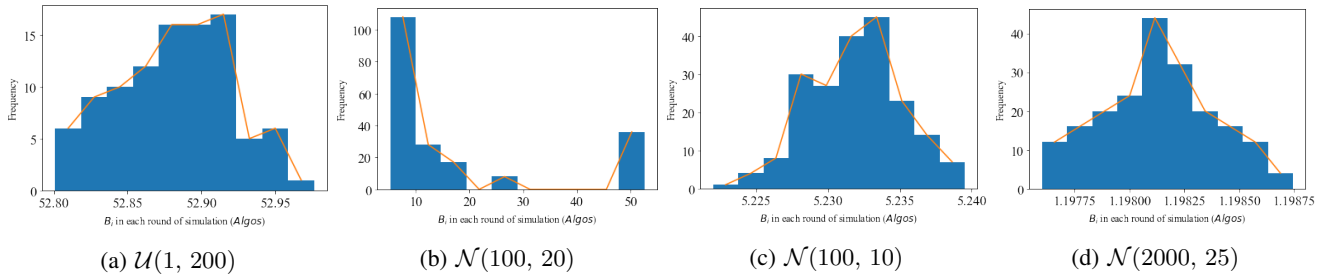 15
10
5
0
Frequency
52.80 52.85 52.90 52.95
B_i in each round of simulation (Algos)
(a) 𝒰(1, 200)
100
80
60
40
20
0
Frequency
10 20 30 40 50
B_i in each round of simulation (Algos)
(b) 𝒩(100, 20)
40
30
20
10
0
Frequency
5.225 5.230 5.235 5.240
B_i in each round of simulation (Algos)
(c) 𝒩(100, 10)
40
30
20
10
0
Frequency
1.19775 1.19800 1.19825 1.19850 1.19875
B_i in each round of simulation (Algos)
(d) 𝒩(2000, 25)